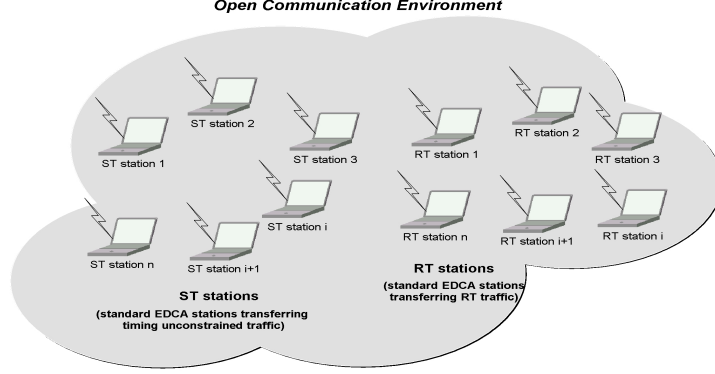 Open Communication Environment
ST station 2
RT station 2
ST station 1
ST station 3
RT station 1
RT station 3
ST station i
ST station n
ST station i+1
RT station n
RT station i+1
RT station i
ST stations
(standard EDCA stations transferring
timing unconstrained traffic)
RT stations
(standard EDCA stations
transferring RT traffic)